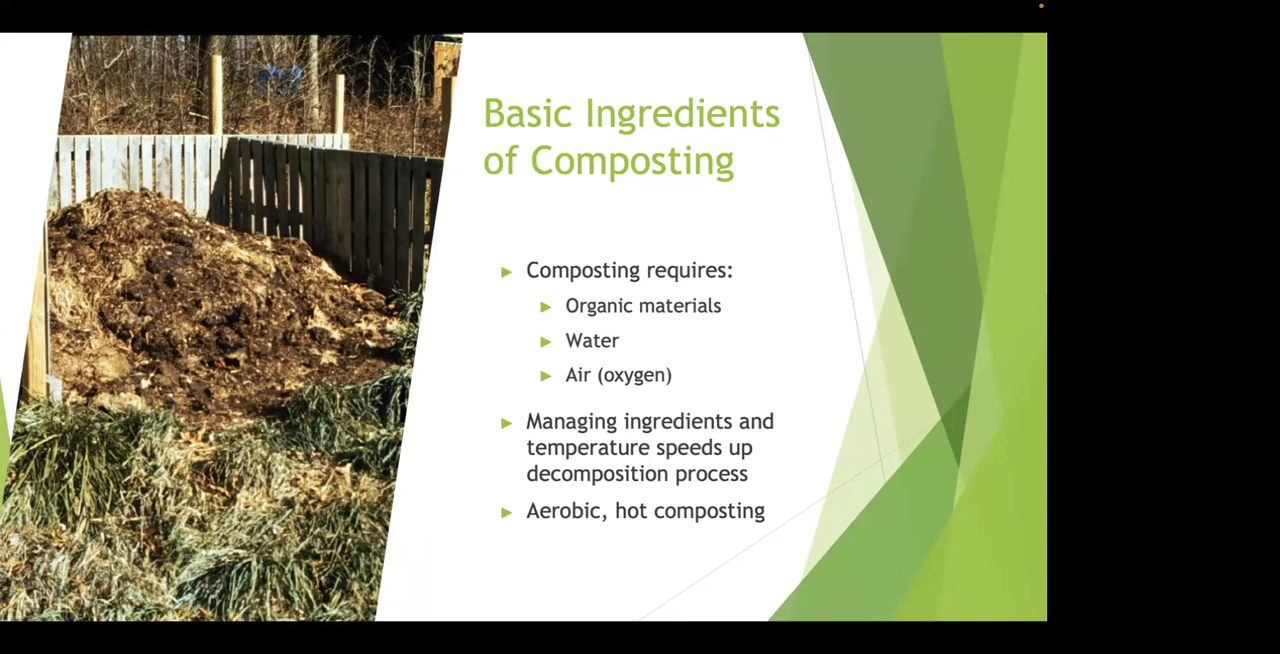 Basic Ingredients
of Composting
Composting requires:
Organic materials
Water
Air (oxygen)
Managing ingredients and
temperature speeds up
decomposition process
Aerobic, hot composting